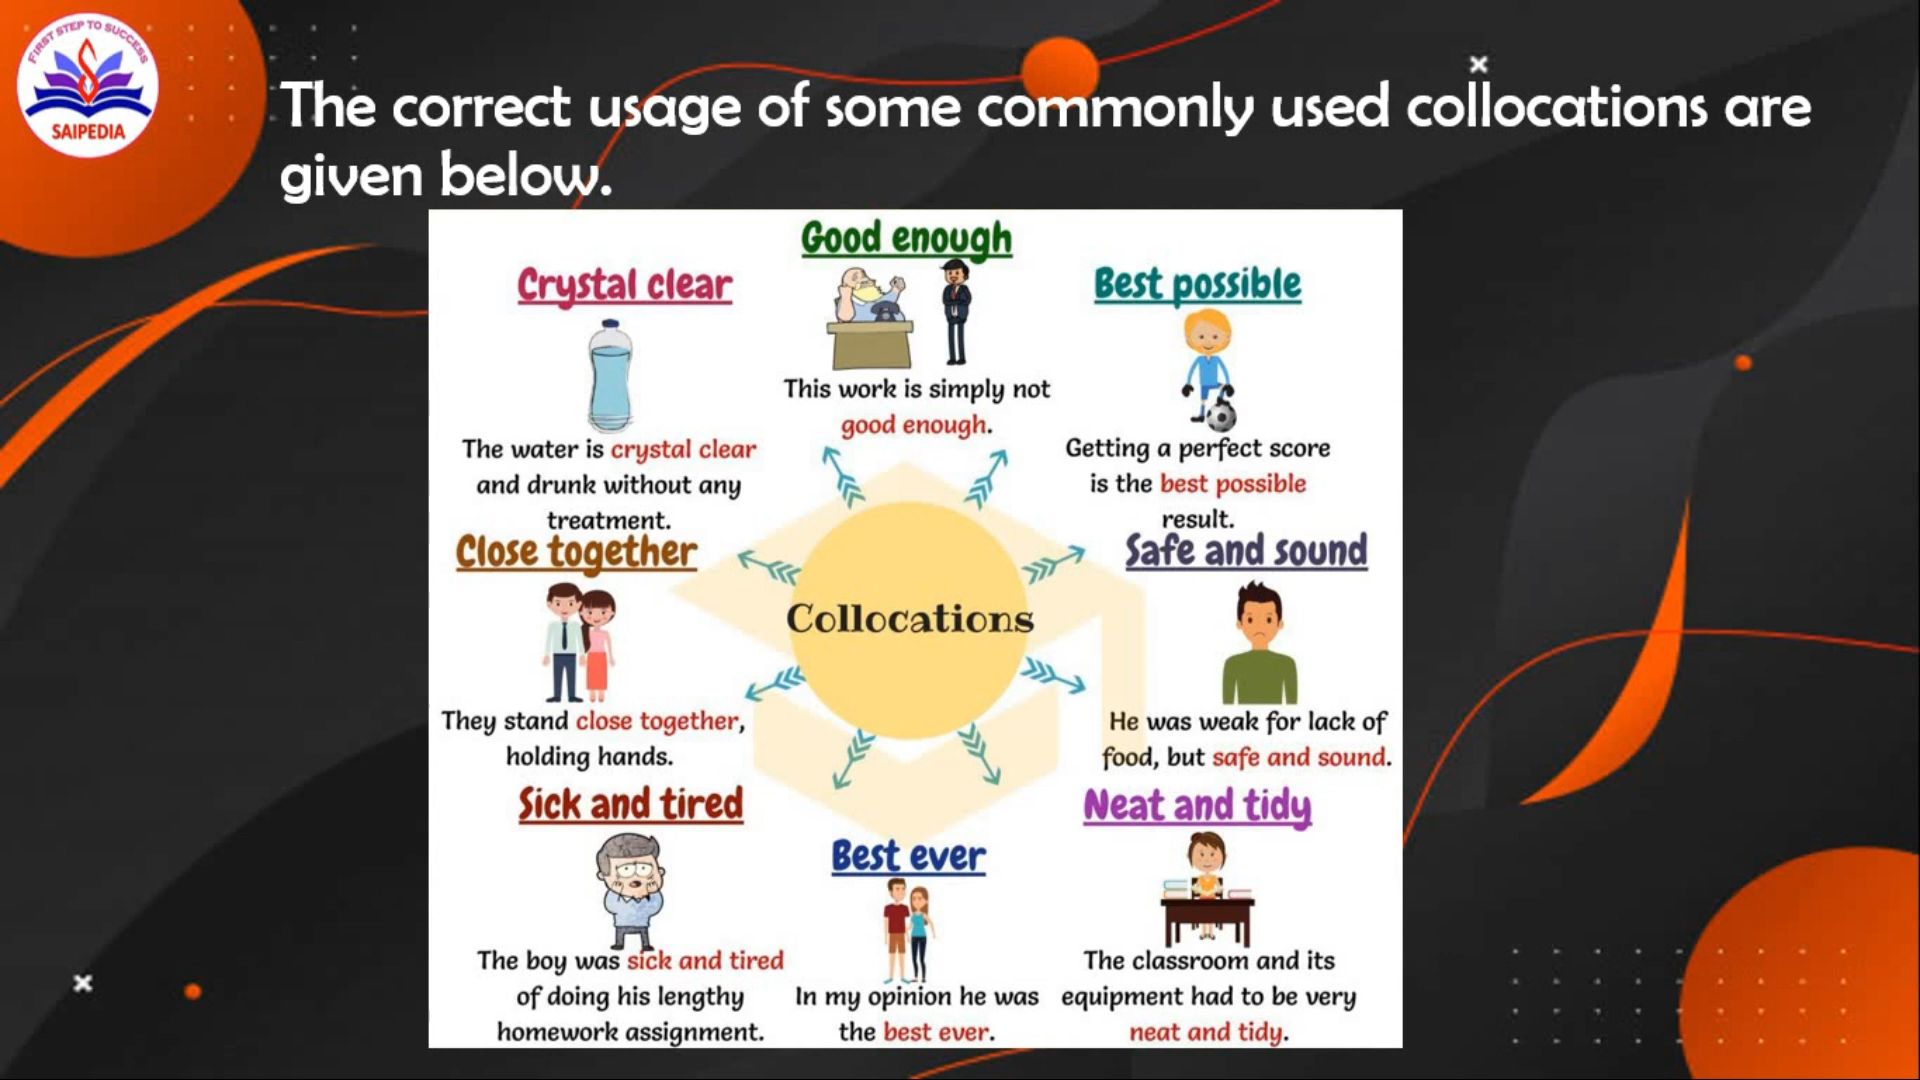 FIRST STEP TO SUCCESS
SAIPEDIA
The correct usage of some commonly used collocations are
given below.
Good enough
This work is simply not
good enough.
Crystal clear
The water is crystal clear
and drunk without any
treatment.
Best possible
Getting a perfect score
is the best possible
result.
Close together
They stand close together,
holding hands.
Collocations
Safe and sound
He was weak for lack of
food, but safe and sound.
Sick and tired
The boy was sick and tired
of doing his lengthy
homework assignment.
Best ever
In my opinion he was
the best ever.
Neat and tidy
The classroom and its
equipment had to be very
neat and tidy.